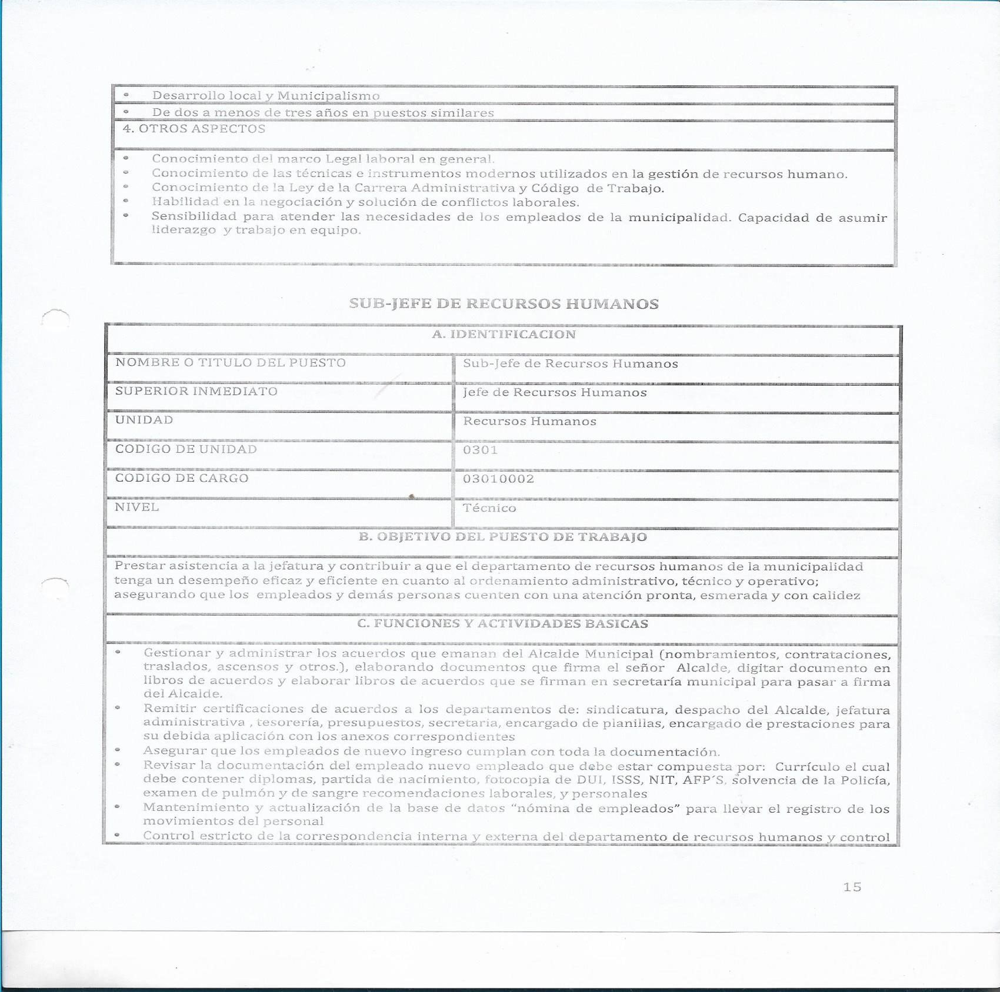 • Desarrollo local y Municipalismo
• De dos a menos de tres años en puestos similares
4. OTROS ASPECTOS
• Conocimiento del marco Legal laboral en general.
• Conocimiento de las técnicas e instrumentos modernos utilizados en la gestión de recursos humano.
• Conocimiento de la Ley de la Carrera Administrativa y Código de Trabajo.
• Habilidad en la negociación y solución de conflictos laborales.
• Sensibilidad para atender las necesidades de los empleados de la municipalidad. Capacidad de asumir
liderazgo y trabajo en equipo.
SUB-JEFE DE RECURSOS HUMANOS
A. IDENTIFICACION
NOMBRE O TITULO DEL PUESTO Sub-Jefe de Recursos Humanos
SUPERIOR INMEDIATO Jefe de Recursos Humanos
UNIDAD Recursos Humanos
CODIGO DE UNIDAD 0301
CODIGO DE CARGO 03010002
NIVEL Técnico
B. OBJETIVO DEL PUESTO DE TRABAJO
Prestar asistencia a la jefatura y contribuir a que el departamento de recursos humanos de la municipalidad
tenga un desempeño eficaz y eficiente en cuanto al ordenamiento administrativo, técnico y operativo;
asegurando que los empleados y demás personas cuenten con una atención pronta, esmerada y con calidez
C. FUNCIONES Y ACTIVIDADES BASICAS
• Gestionar y administrar los acuerdos que emanan del Alcalde Municipal (nombramientos, contrataciones,
traslados, ascensos y otros.), elaborando documentos que firma el señor Alcalde, digitar documento en
libros de acuerdos y elaborar libros de acuerdos que se firman en secretaría municipal para pasar a firma
del Alcalde.
• Remitir certificaciones de acuerdos a los departamentos de: sindicatura, despacho del Alcalde, jefatura
administrativa , tesorería, presupuestos, secretaria, encargado de planillas, encargado de prestaciones para
su debida aplicación con los anexos correspondientes
• Asegurar que los empleados de nuevo ingreso cumplan con toda la documentación.
• Revisar la documentación del empleado nuevo empleado que debe estar compuesta por: Currículo el cual
debe contener diplomas, partida de nacimiento, fotocopia de DUI, ISSS, NIT, AFP´S, solvencia de la Policía,
examen de pulmón y de sangre recomendaciones laborales, y personales
• Mantenimiento y actualización de la base de datos “nómina de empleados” para llevar el registro de los
movimientos del personal
• Control estricto de la correspondencia interna y externa del departamento de recursos humanos y control
15